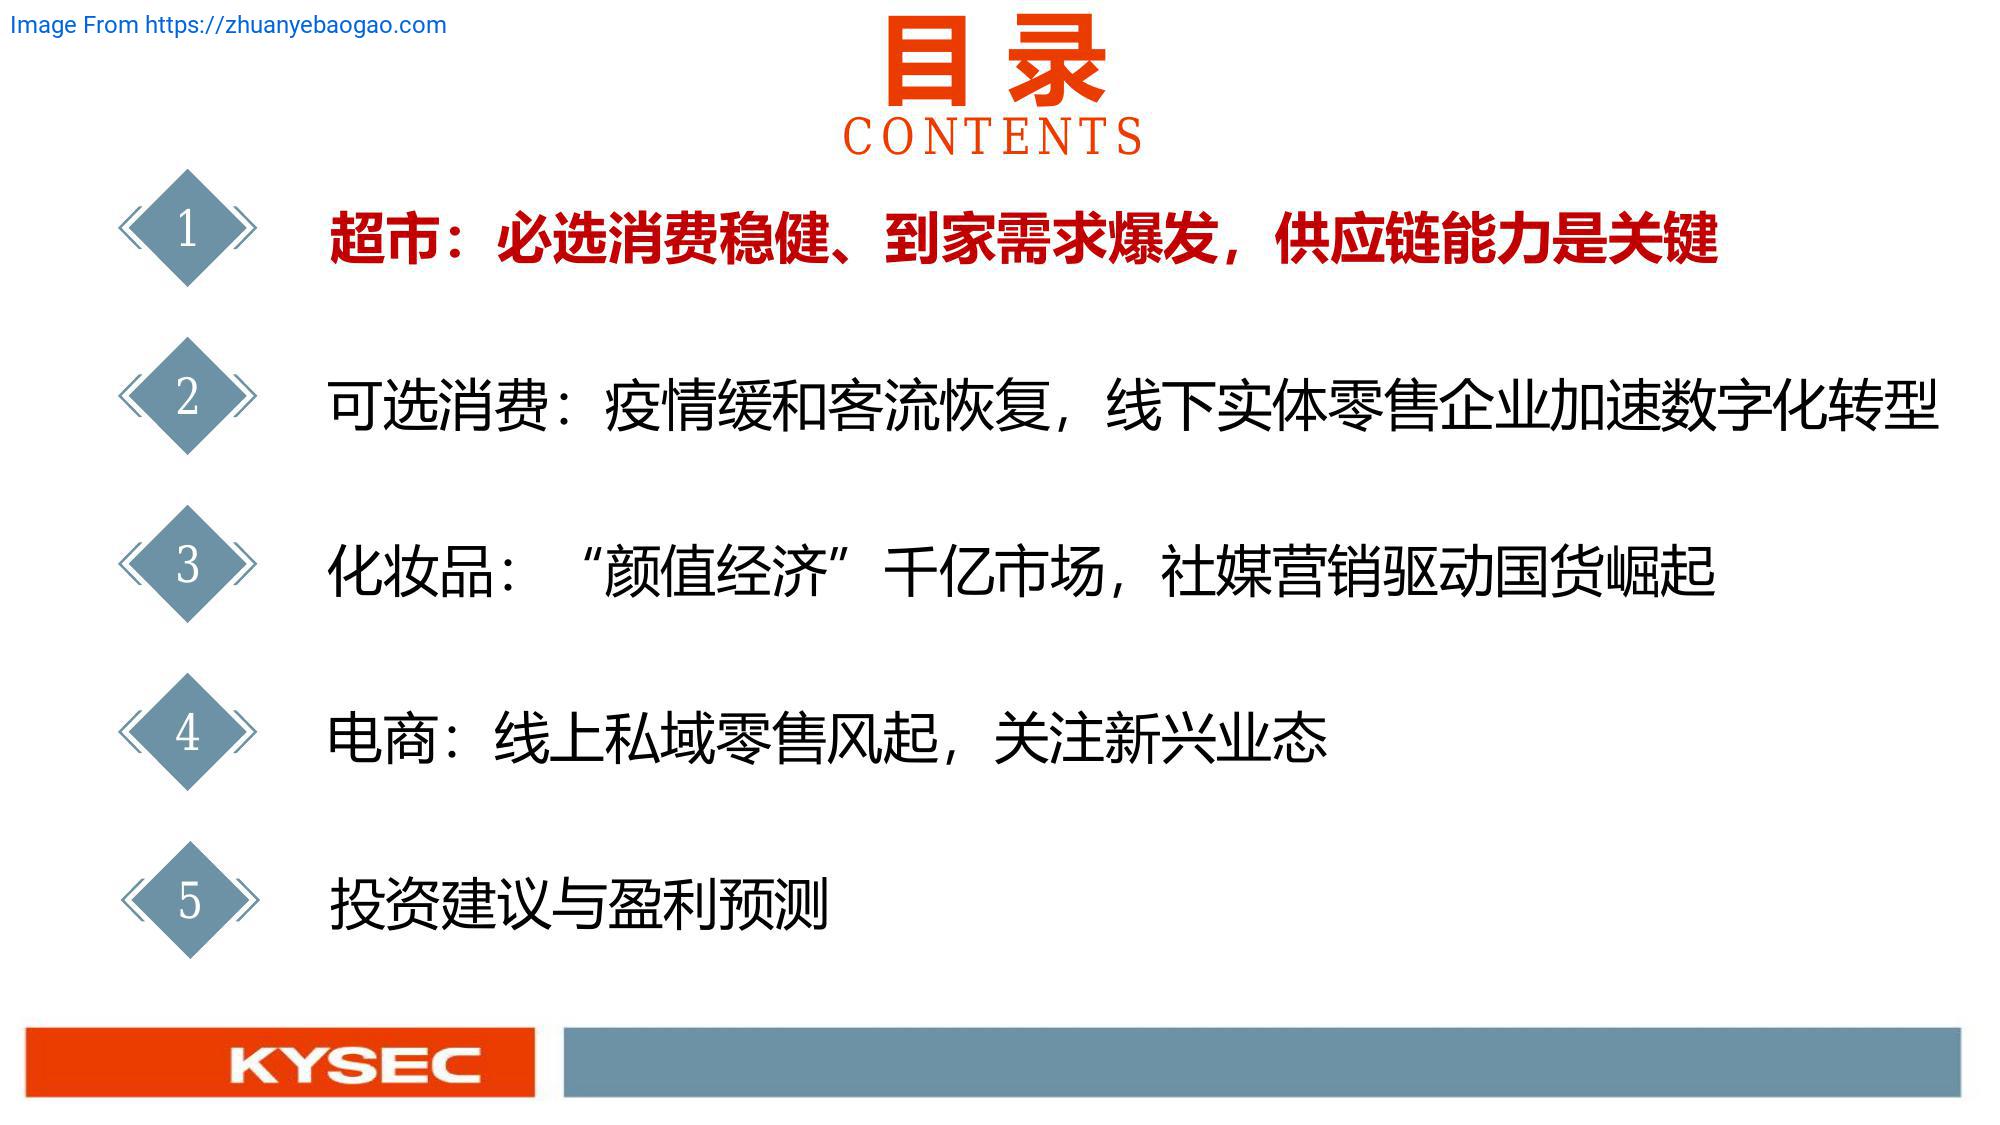 Image From https://zhuanyebaogao.com
目录
CONTENTS
1 超市：必选消费稳健、到家需求爆发，供应链能力是关键
2 可选消费：疫情缓和客流恢复，线下实体零售企业加速数字化转型
3 化妆品：“颜值经济”千亿市场，社媒营销驱动国货崛起
4 电商：线上私域零售风起，关注新兴业态
5 投资建议与盈利预测
KYSEC